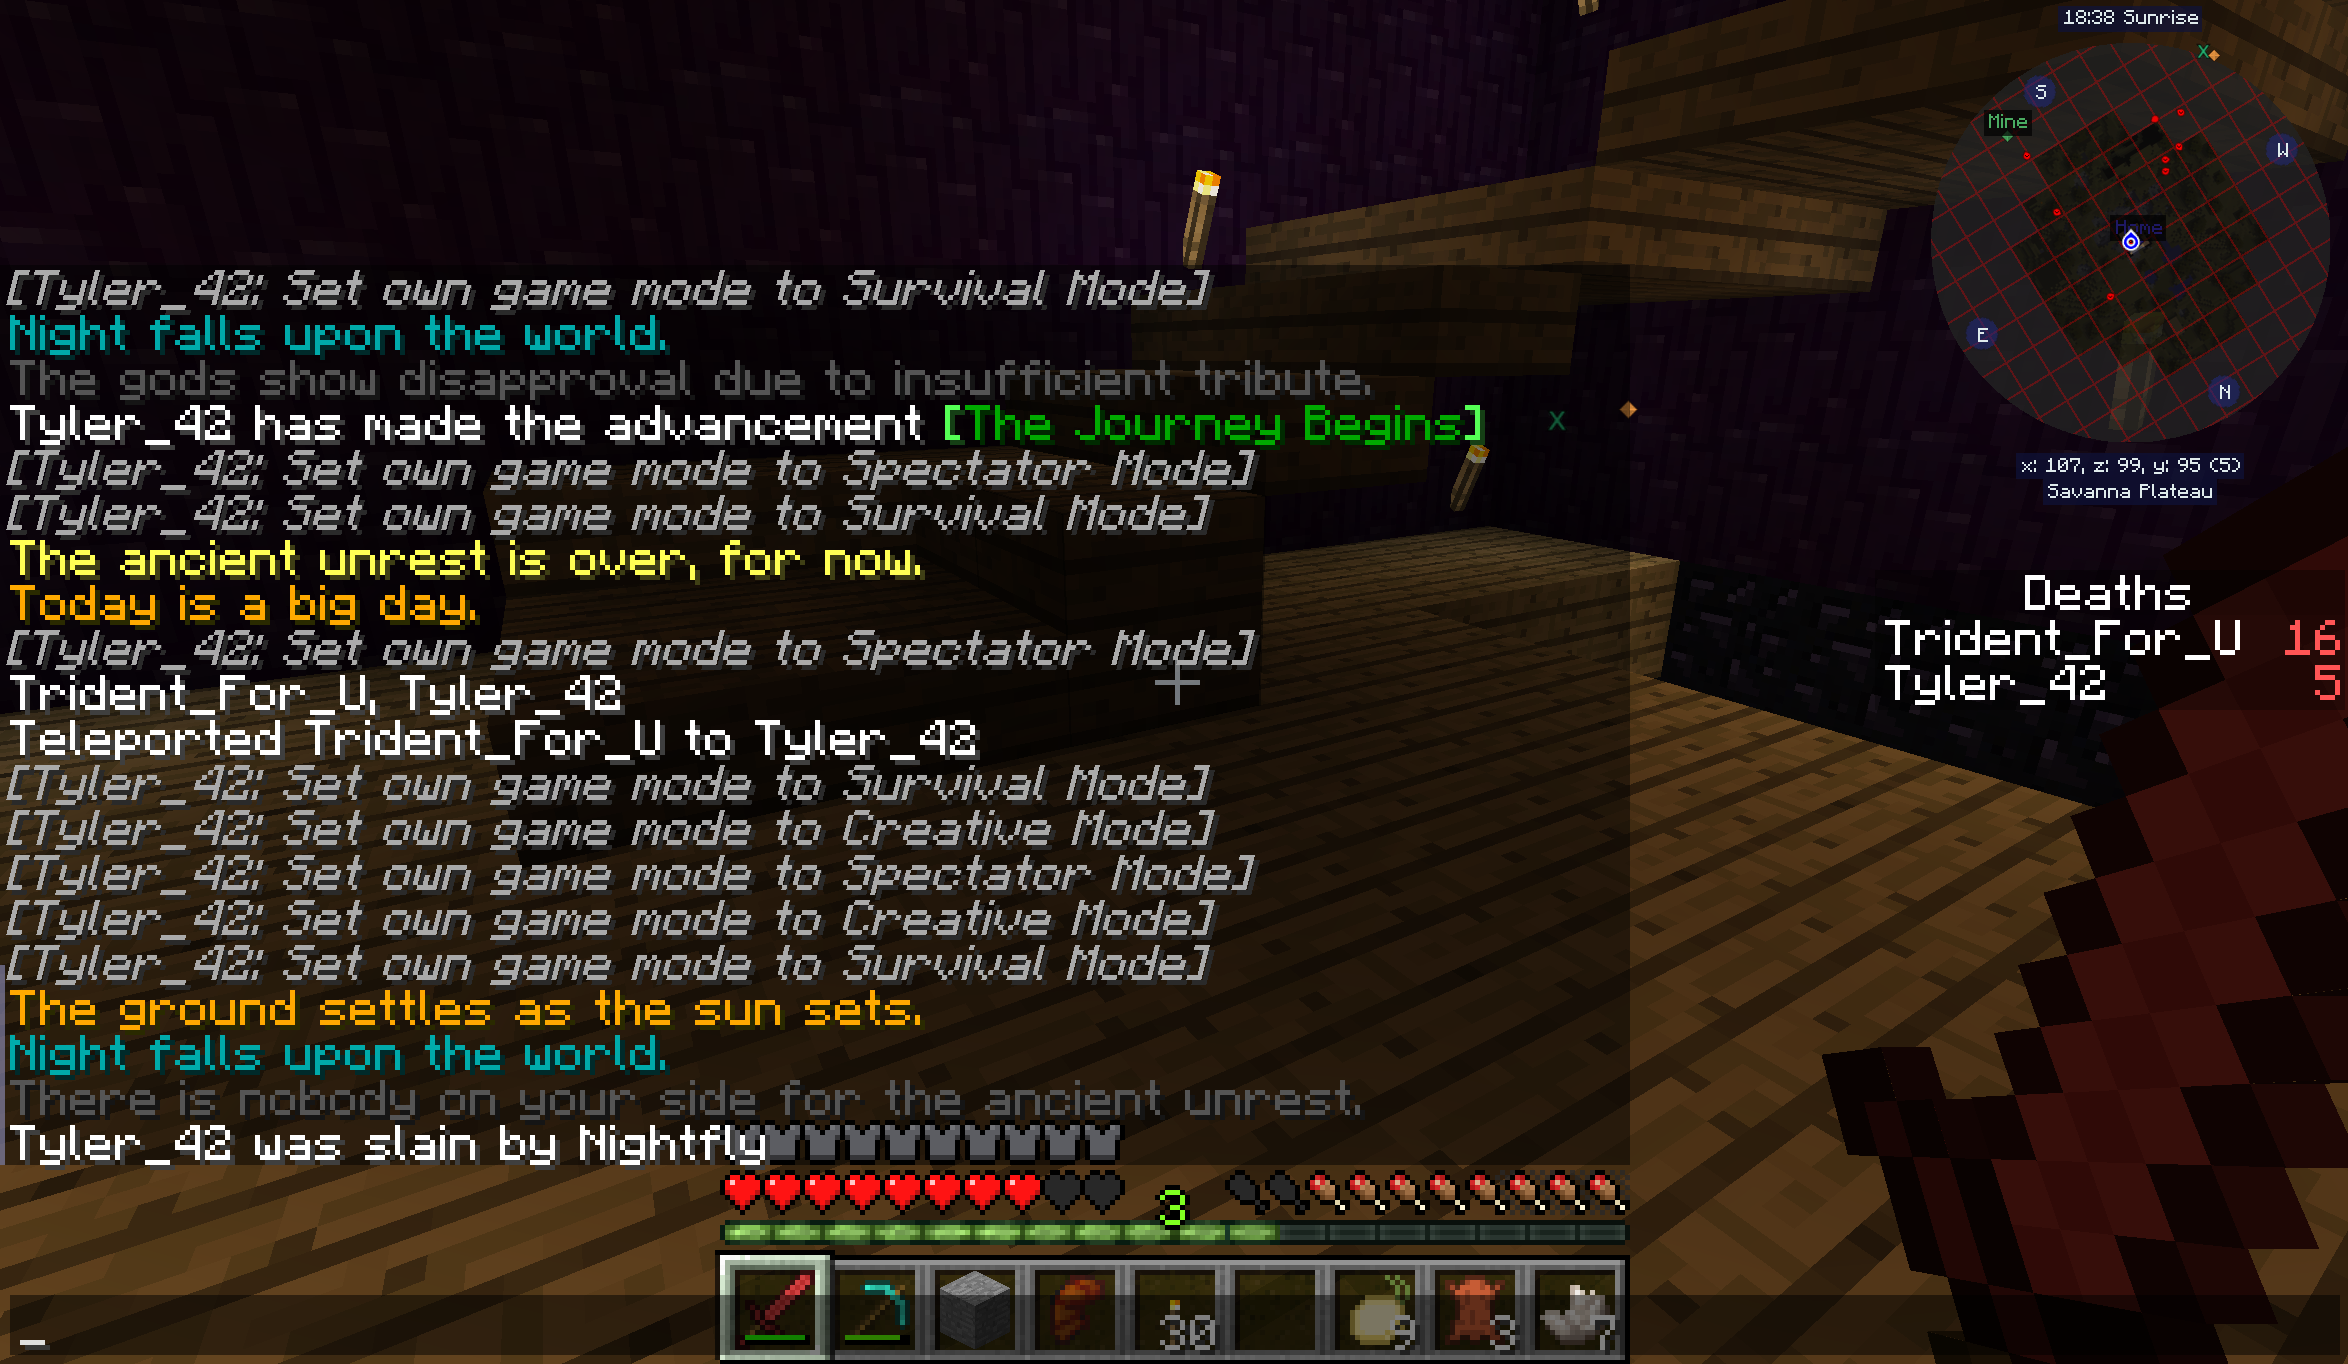 18:38 Sunrise
S
Mine
W
Home
E
N
x: 107, z: 99, y: 95 (5)
Savanna Plateau
[Tyler_42: Set own game mode to Survival Mode]
Night falls upon the world.
The gods show disapproval due to insufficient tribute.
Tyler_42 has made the advancement [The Journey Begins]
[Tyler_42: Set own game mode to Spectator Mode]
[Tyler_42: Set own game mode to Survival Mode]
The ancient unrest is over, for now.
Today is a big day.
[Tyler_42: Set own game mode to Spectator Mode]
Trident_For_U, Tyler_42
Teleported Trident_For_U to Tyler_42
[Tyler_42: Set own game mode to Survival Mode]
[Tyler_42: Set own game mode to Creative Mode]
[Tyler_42: Set own game mode to Spectator Mode]
[Tyler_42: Set own game mode to Creative Mode]
[Tyler_42: Set own game mode to Survival Mode]
The ground settles as the sun sets.
Night falls upon the world.
There is nobody on your side for the ancient unrest.
Tyler_42 was slain by Nightfly
Deaths
Trident_For_U 16
Tyler_42 5
3
30 9 3 7
_
X
X